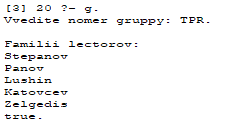 [3] 20 ?- g.
Vvedite nomer gruppy: TPR.
Familii lectorov:
Stepanov
Panov
Lushin
Katovcev
Zelgedis
true.